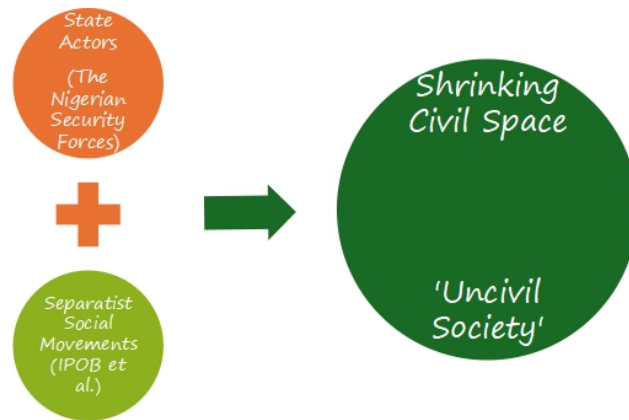 State
Actors
(The
Nigerian
Security
Forces)
Separatist
Social
Movements
(IPOB et
al.)
Shrinking
Civil Space
'Uncivil
Society'